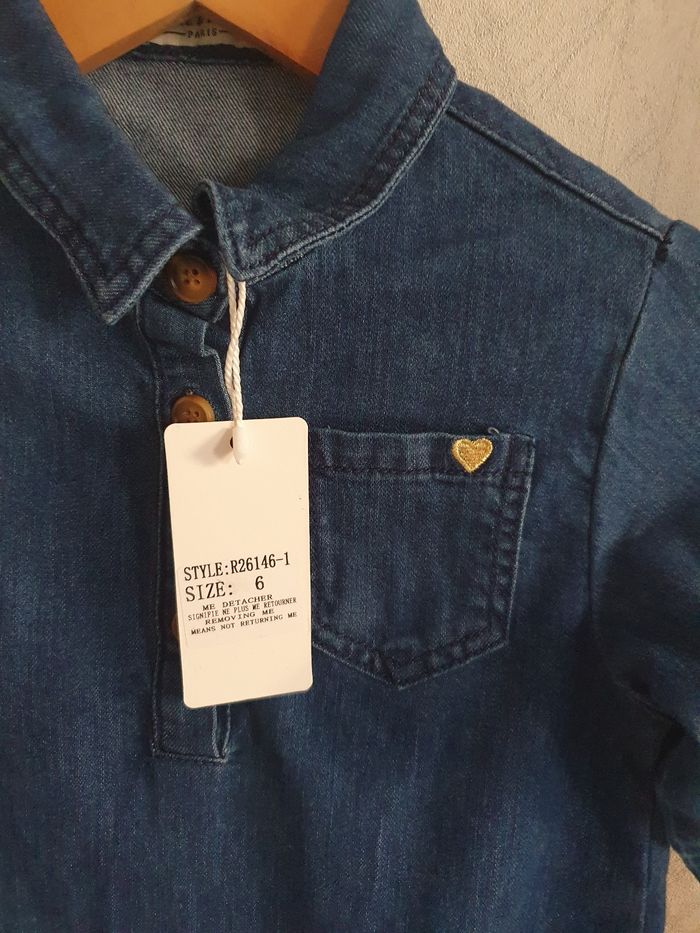 PARIS
STYLE:R26146-1
SIZE: 6
ME DETACHER
SIGNIFIE NE PLUS ME RETOURNER
REMOVING ME
MEANS NOT RETURNING ME